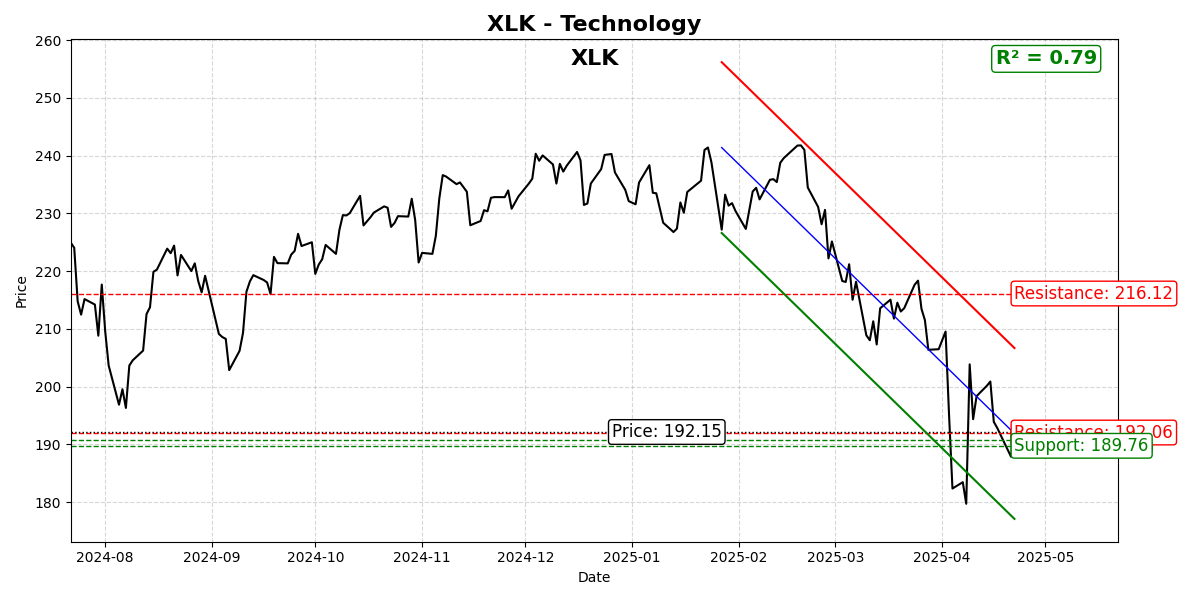 XLK - Technology
XLK
R² = 0.79
Price
260
250
240
230
220
210
200
190
180
Resistance: 216.12
Price: 192.15
Resistance: 192.06
Support: 189.76
2024-08
2024-09
2024-10
2024-11
2024-12
2025-01
2025-02
2025-03
2025-04
2025-05
Date